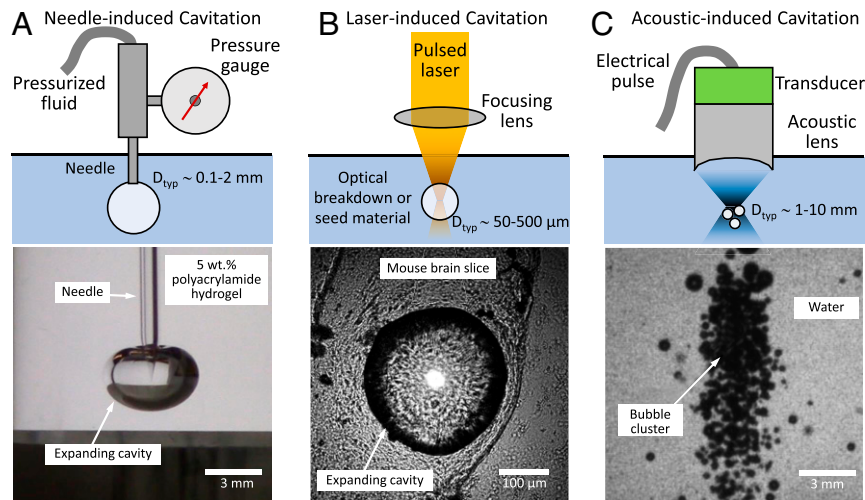 A Needle-induced Cavitation
Pressure
gauge
Pressurized
fluid
Needle
D_typ ~ 0.1-2 mm
5 wt.%
polyacrylamide
hydrogel
Needle
Expanding cavity
3 mm
B Laser-induced Cavitation
Pulsed
laser
Focusing
lens
Optical
breakdown or
seed material
D_typ ~ 50-500 µm
Mouse brain slice
Expanding cavity
100 µm
C Acoustic-induced Cavitation
Electrical
pulse
Transducer
Acoustic
lens
D_typ ~ 1-10 mm
Water
Bubble
cluster
3 mm